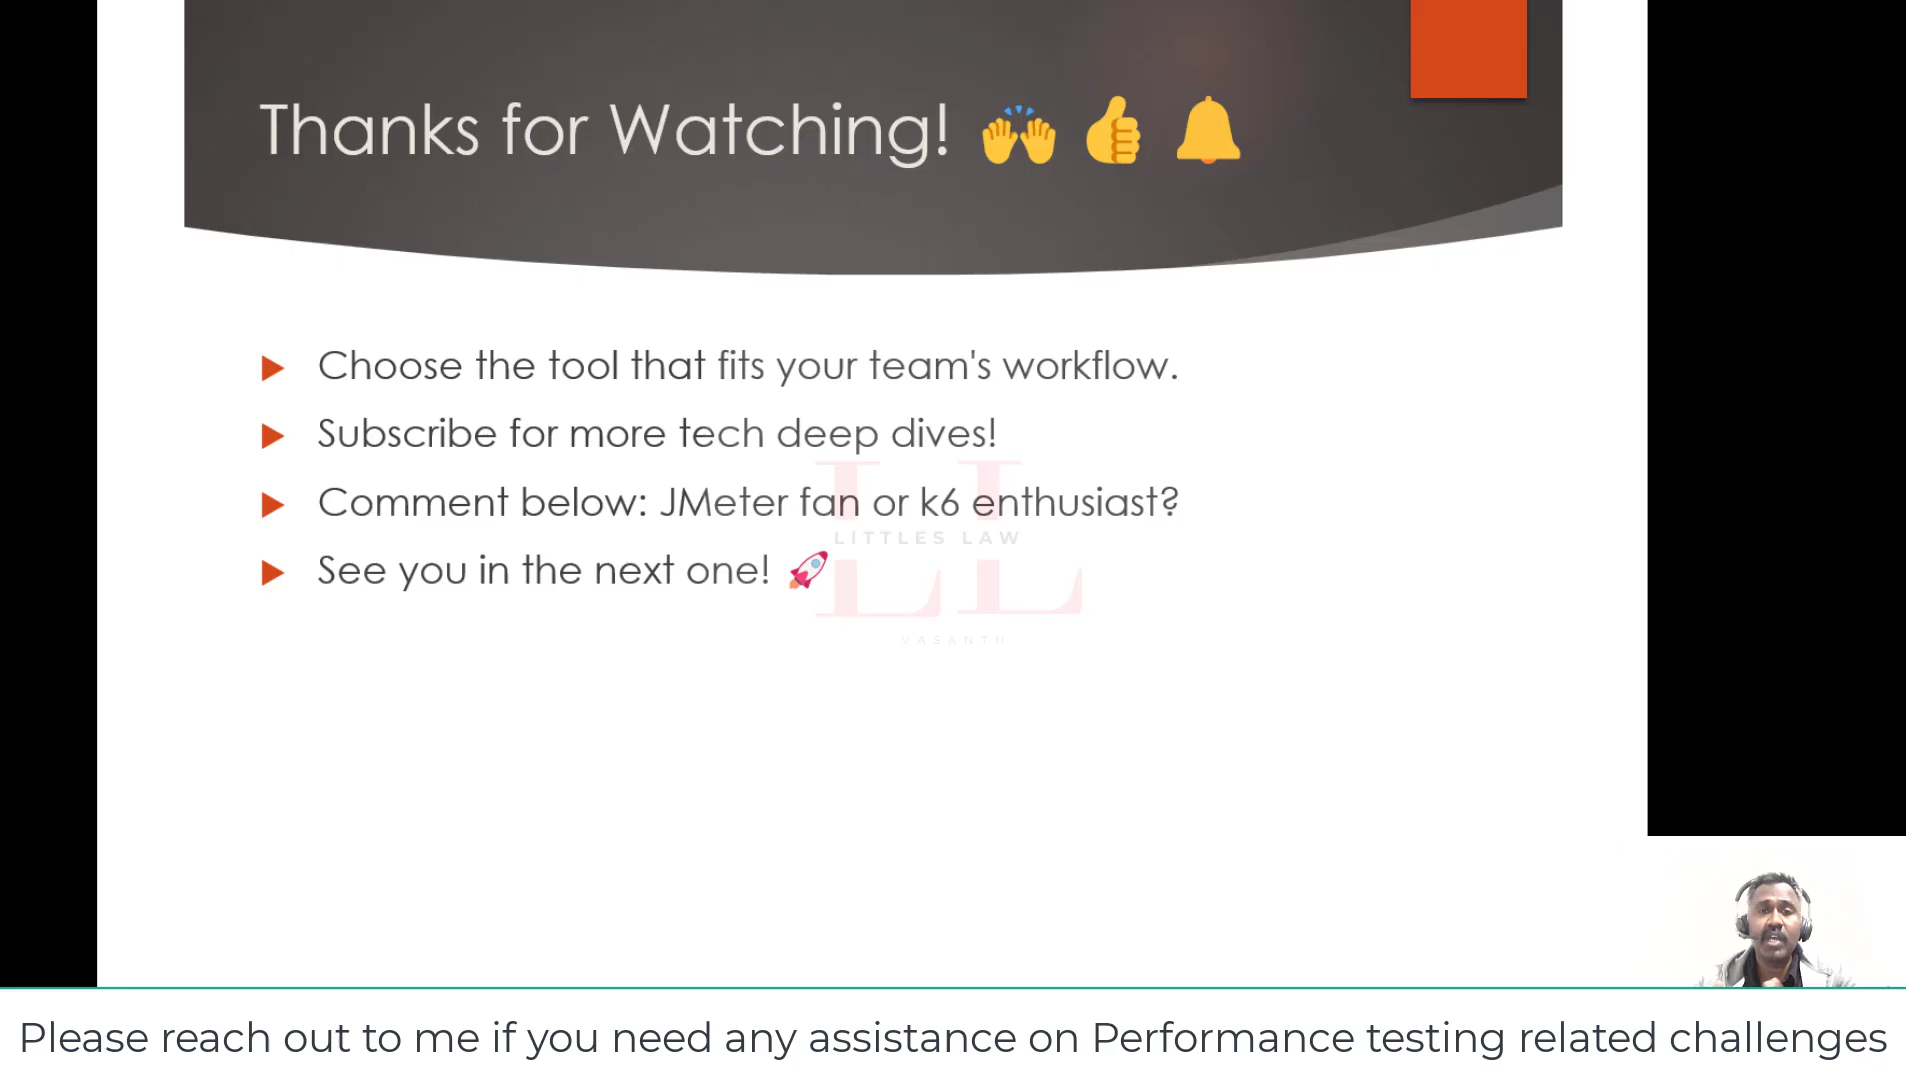 Thanks for Watching! 🙌 👍 🔔
Choose the tool that fits your team's workflow.
Subscribe for more tech deep dives!
Comment below: JMeter fan or k6 enthusiast?
See you in the next one! 🚀
LL
LITTLES LAW
LL
VASANTH
Please reach out to me if you need any assistance on Performance testing related challenges